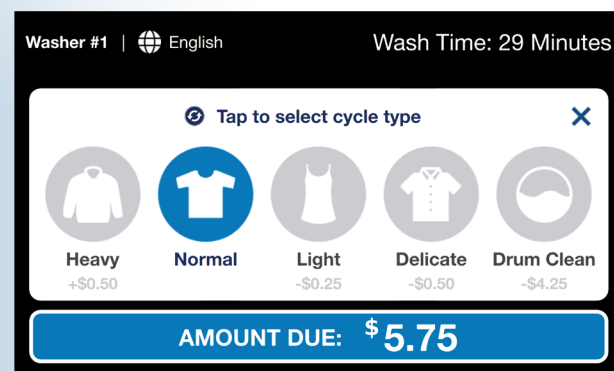 Washer #1 | English Wash Time: 29 Minutes
Tap to select cycle type
Heavy Normal Light Delicate Drum Clean
+$0.50 -$0.25 -$0.50 -$4.25
AMOUNT DUE: $5.75